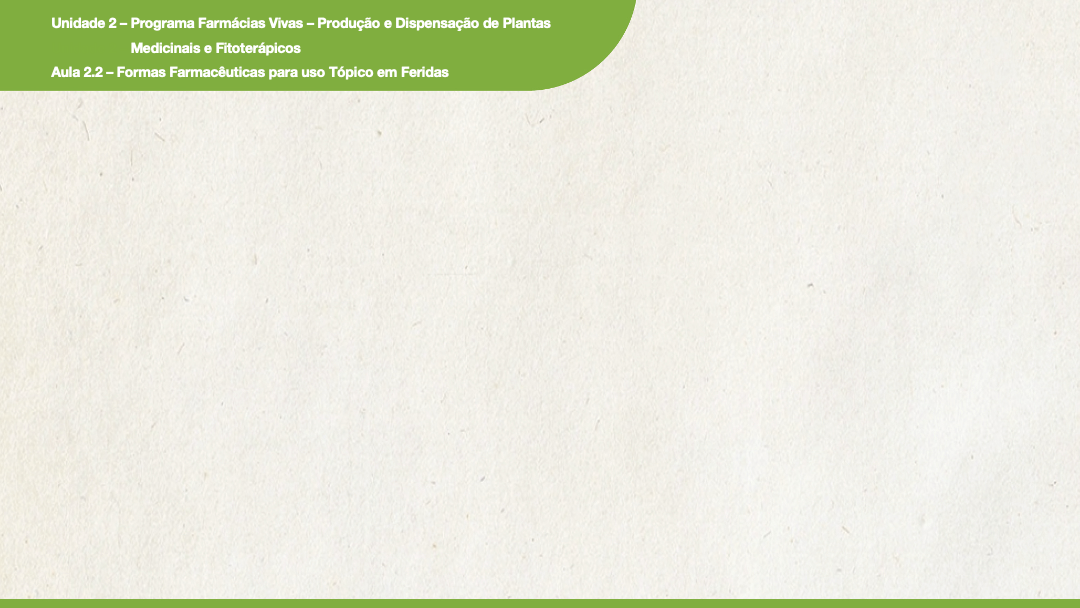 Unidade 2 – Programa Farmácias Vivas – Produção e Dispensação de Plantas
Medicinais e Fitoterápicos
Aula 2.2 – Formas Farmacêuticas para uso Tópico em Feridas